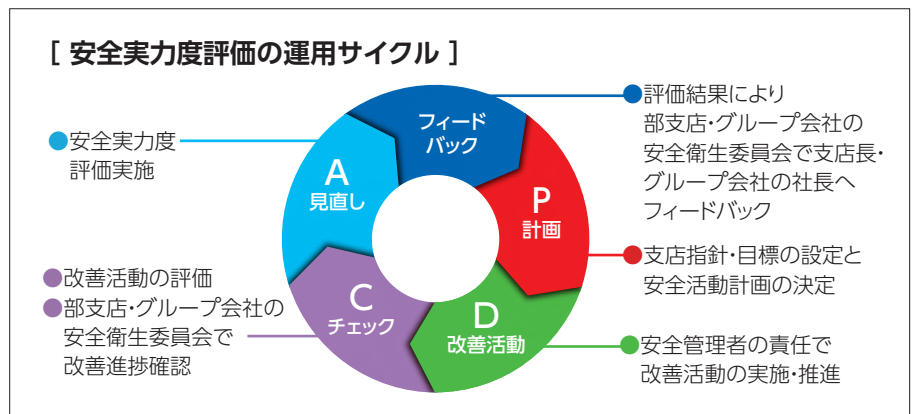 [ 安全実力度評価の運用サイクル ]
フィード
バック
●評価結果により
部支店・グループ会社の
安全衛生委員会で支店長・
グループ会社の社長へ
フィードバック
P
計画
●支店指針・目標の設定と
安全活動計画の決定
D
改善活動
●安全管理者の責任で
改善活動の実施・推進
C
チェック
●改善活動の評価
●部支店・グループ会社の
安全衛生委員会で
改善進捗確認
A
見直し
●安全実力度
評価実施